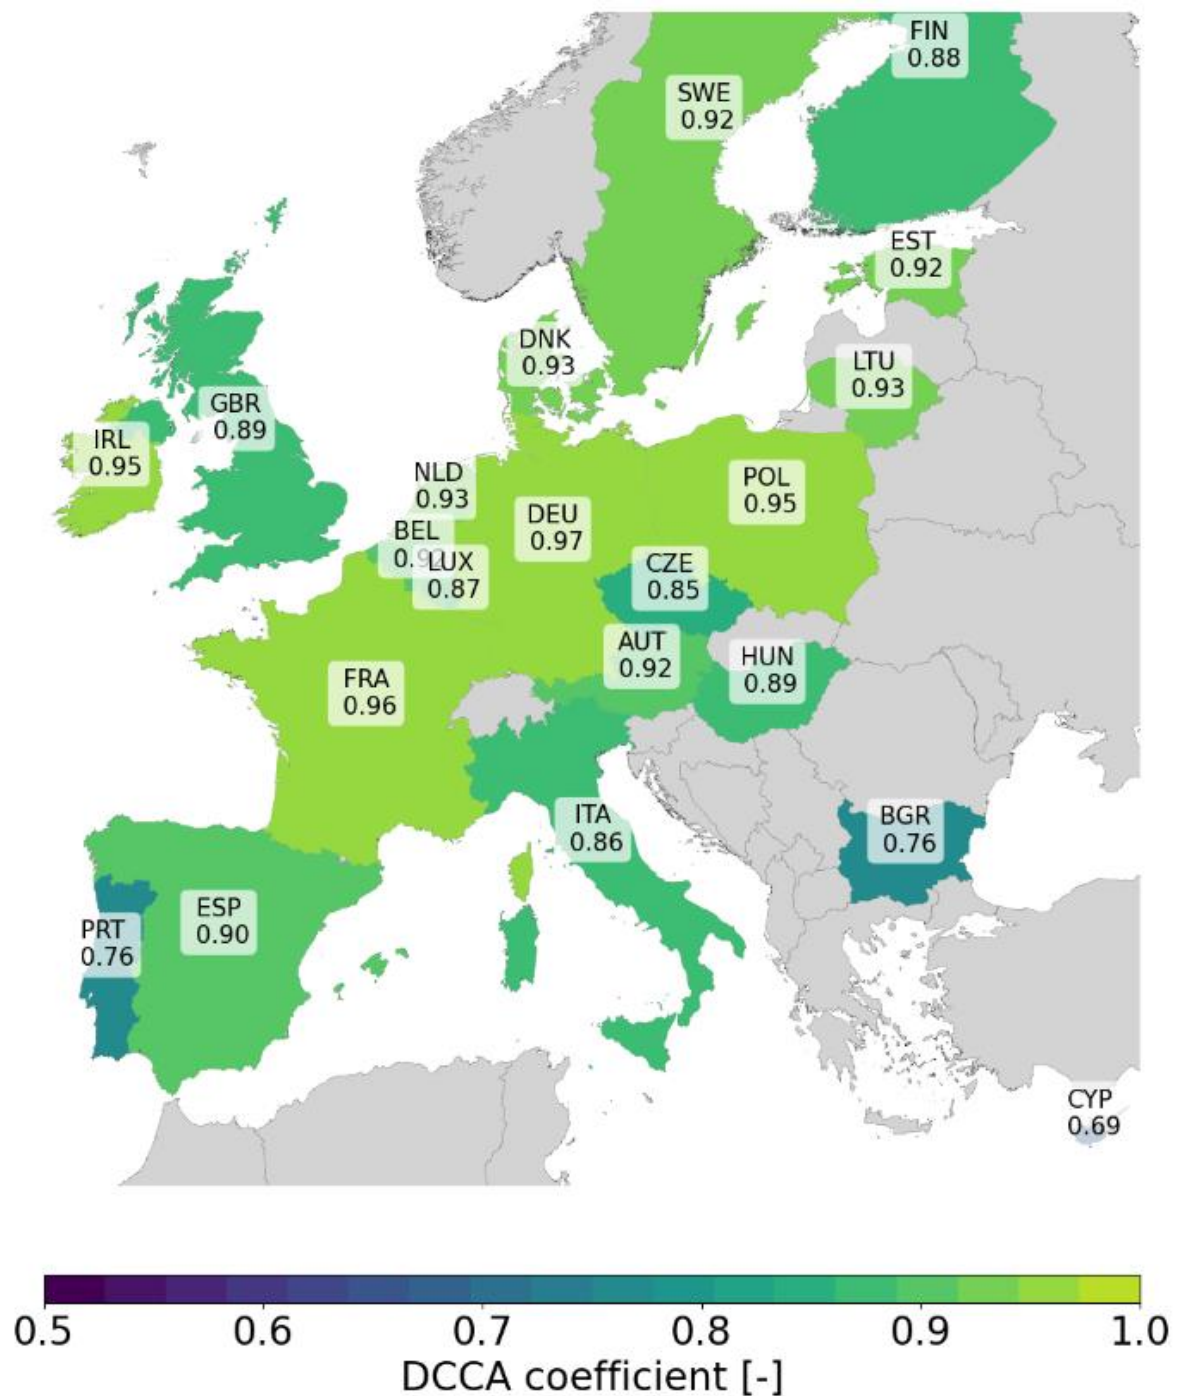 FIN
0.88
SWE
0.92
EST
0.92
DNK
0.93
LTU
0.93
GBR
0.89
IRL
0.95
NLD
0.93
POL
0.95
DEU
0.97
BEL
0.92
LUX
0.87
CZE
0.85
AUT
0.92
HUN
0.89
FRA
0.96
ITA
0.86
BGR
0.76
ESP
0.90
PRT
0.76
CYP
0.69
0.5 0.6 0.7 0.8 0.9 1.0
DCCA coefficient [-]